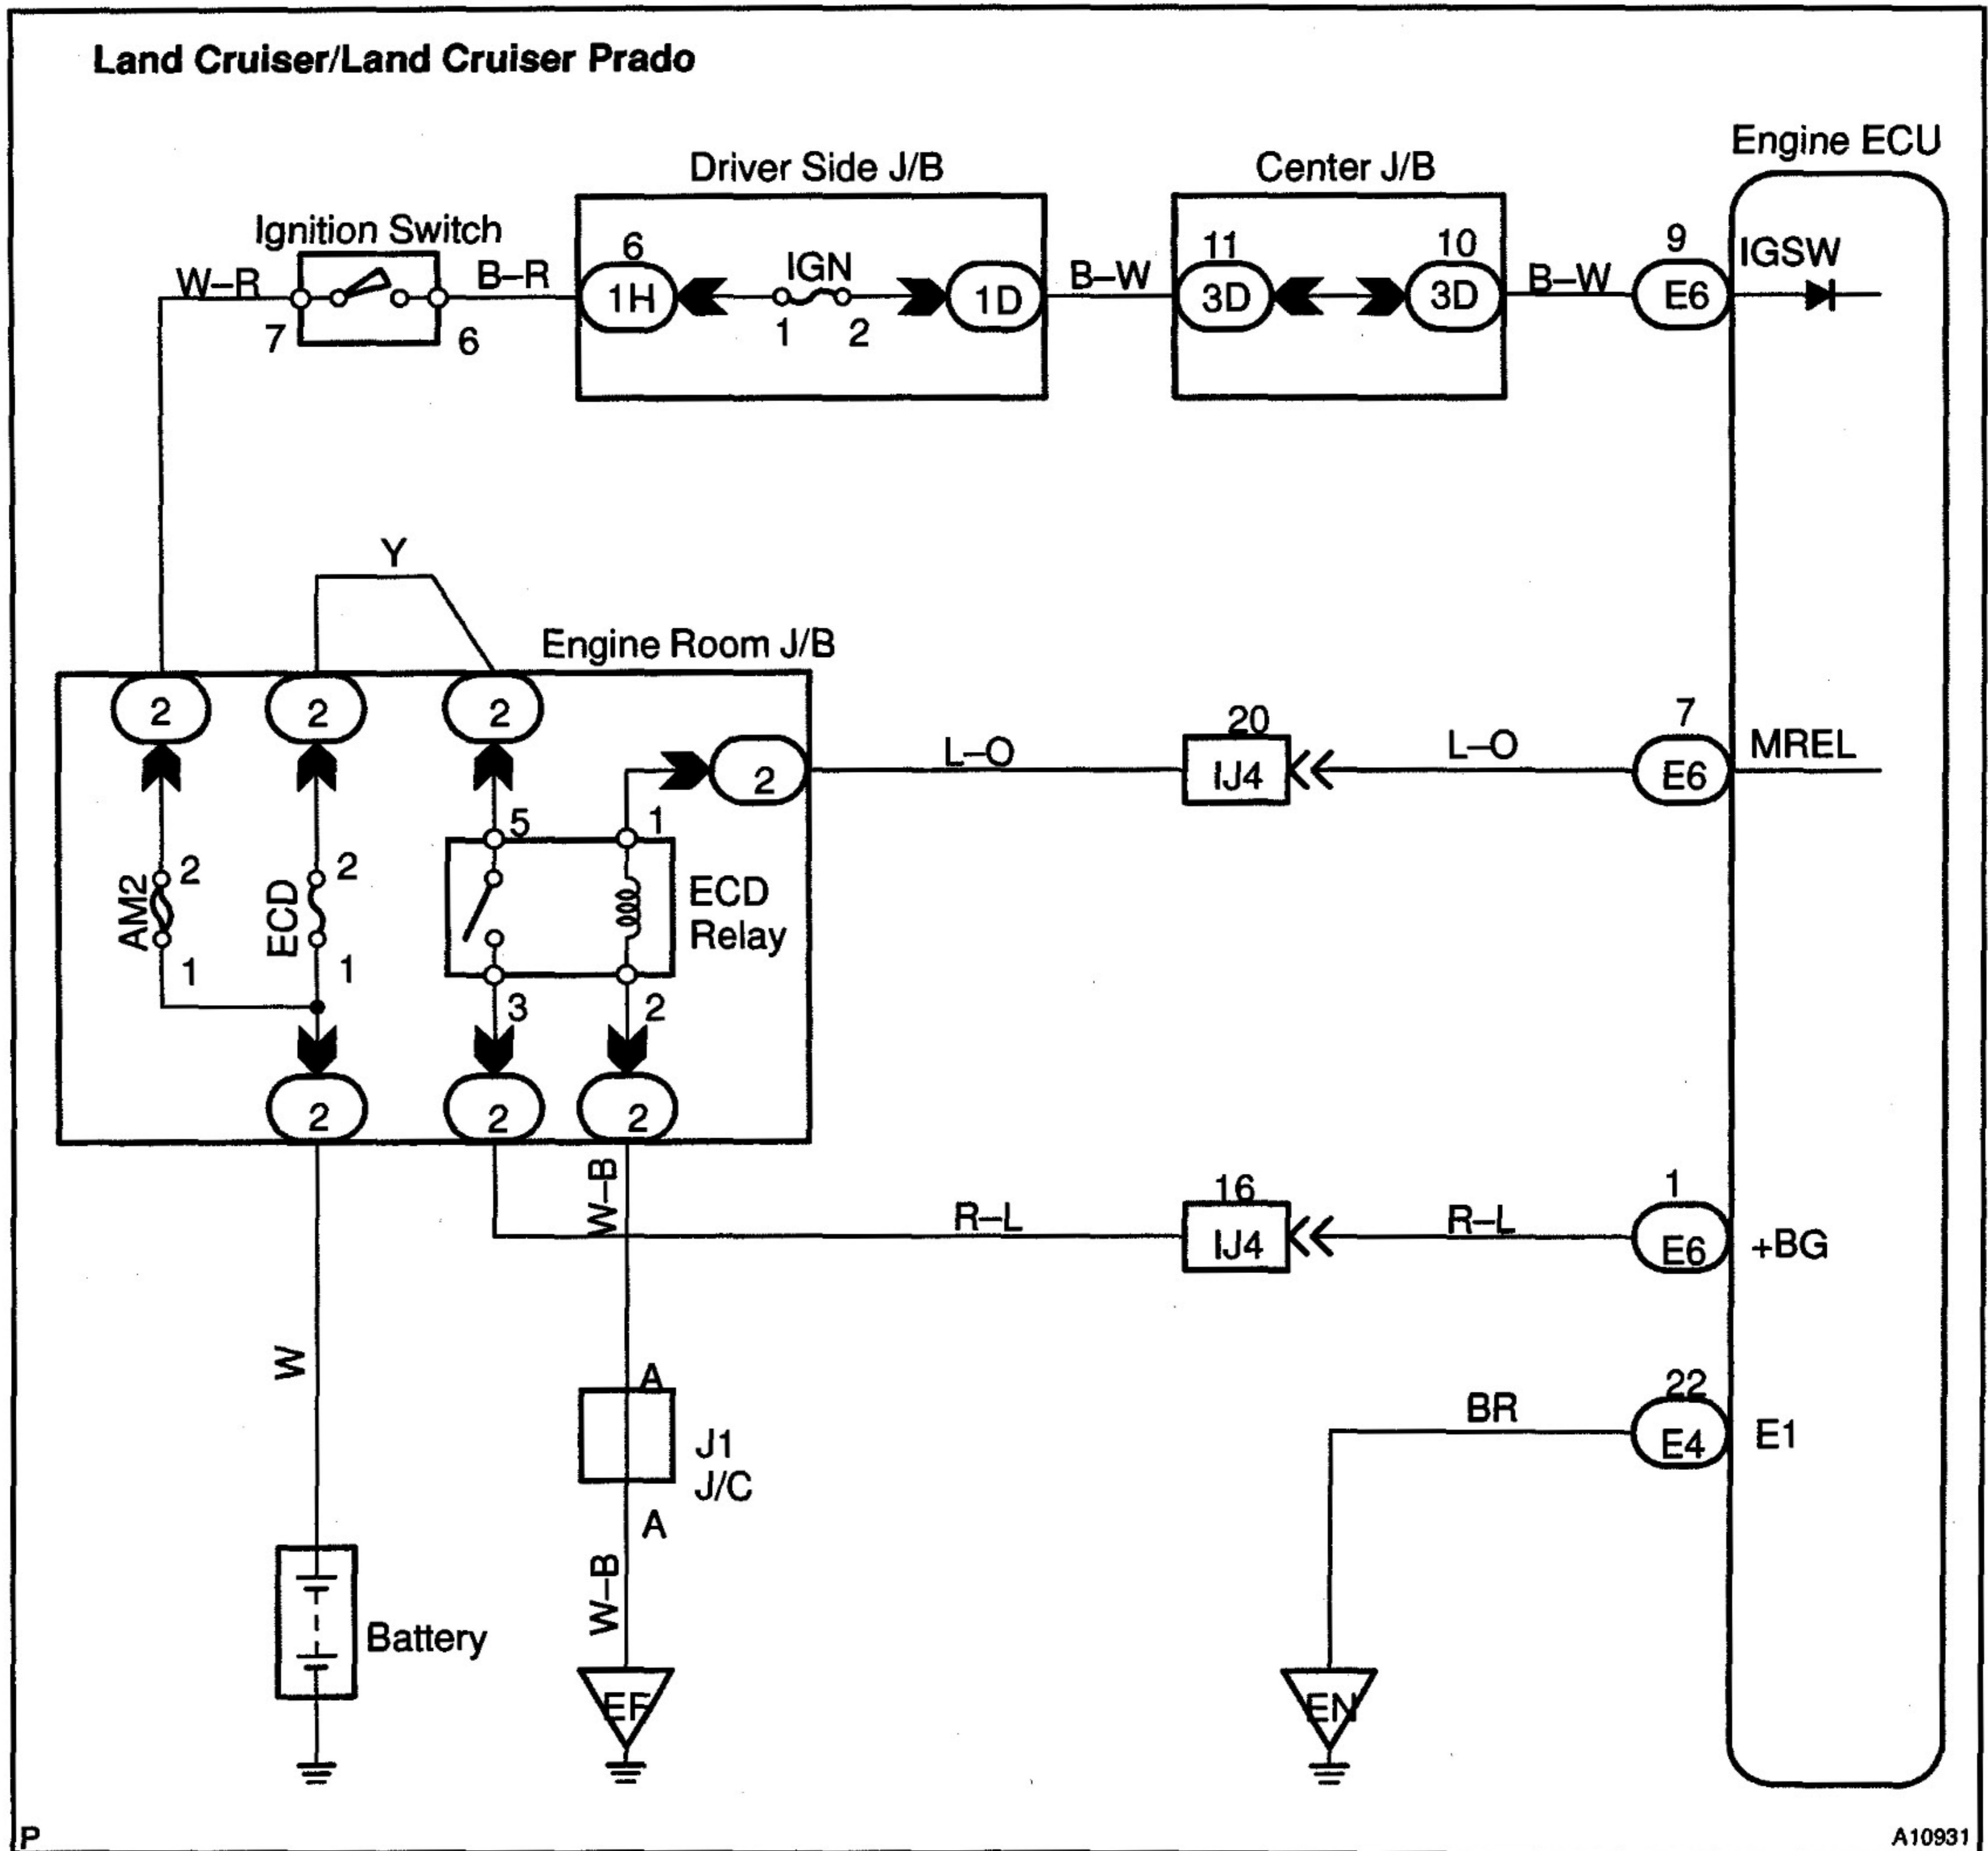 Land Cruiser/Land Cruiser Prado
Engine ECU
Driver Side J/B
Center J/B
Ignition Switch
W–R
7
6
B–R
6
1H
IGN
1
2
1D
B–W
11
3D
10
3D
B–W
9
E6
IGSW
Y
Engine Room J/B
2
2
2
2
L–O
20
IJ4
L–O
7
E6
MREL
AM2
2
1
ECD
2
1
5
1
3
2
ECD
Relay
2
2
2
W–B
R–L
16
IJ4
R–L
1
E6
+BG
W
A
J1
J/C
A
W–B
BR
22
E4
E1
Battery
EF
EN
P
A10931